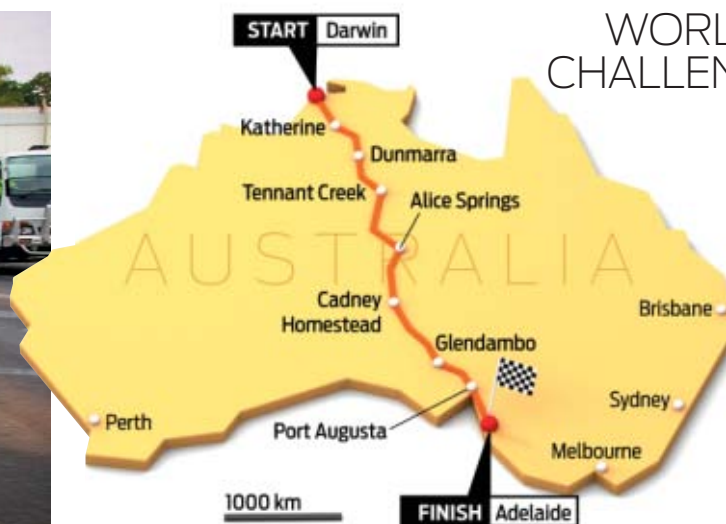 WORL
CHALLEN
START Darwin
Katherine
Dunmarra
Tennant Creek
Alice Springs
AUSTRALIA
Cadney
Homestead
Brisbane
Glendambo
Perth
Port Augusta
Sydney
Melbourne
1000 km
FINISH Adelaide